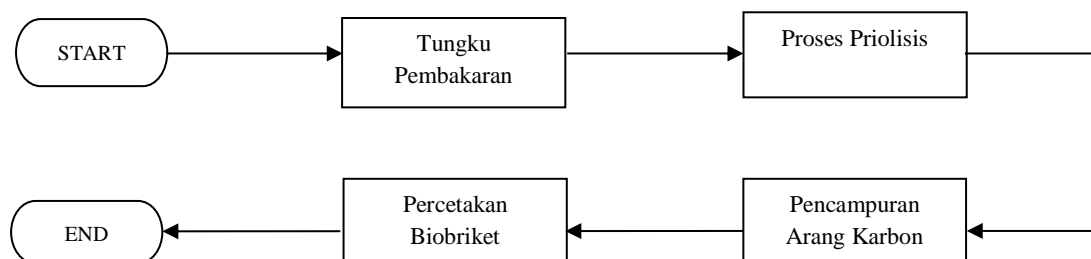 START
Tungku
Pembakaran
Proses Priolisis
Pencampuran
Arang Karbon
Percetakan
Biobriket
END